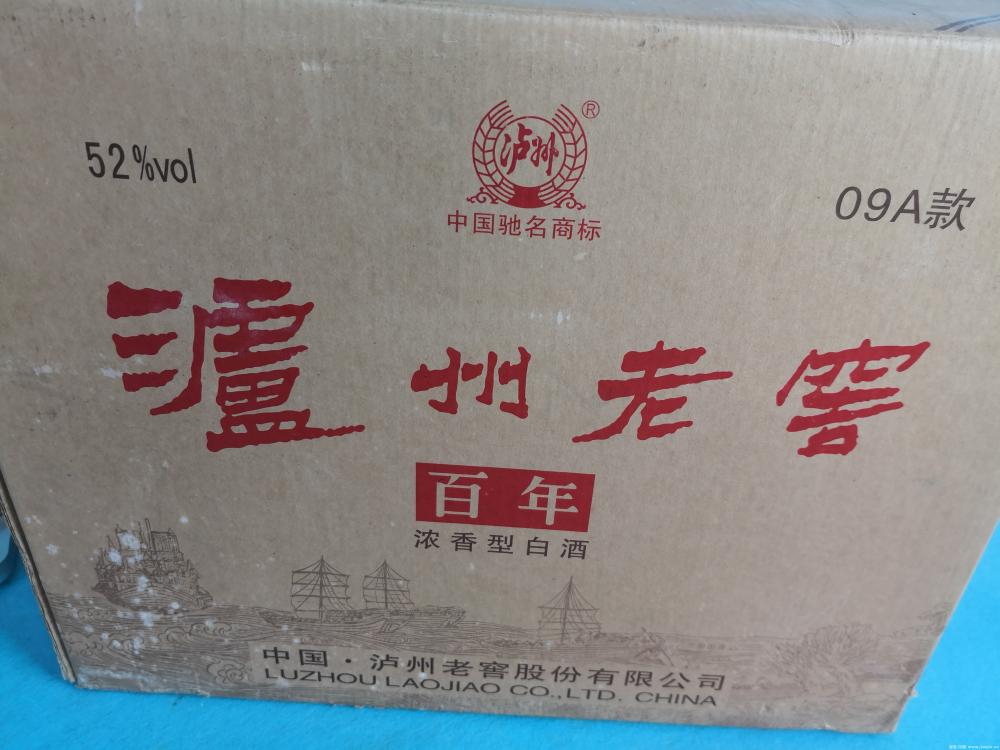 52%vol
泸州
®
中国驰名商标
09A款
瀘州老窖
百年
浓香型白酒
中国·泸州老窖股份有限公司
LUZHOU LAOJIAO CO.,LTD. CHINA